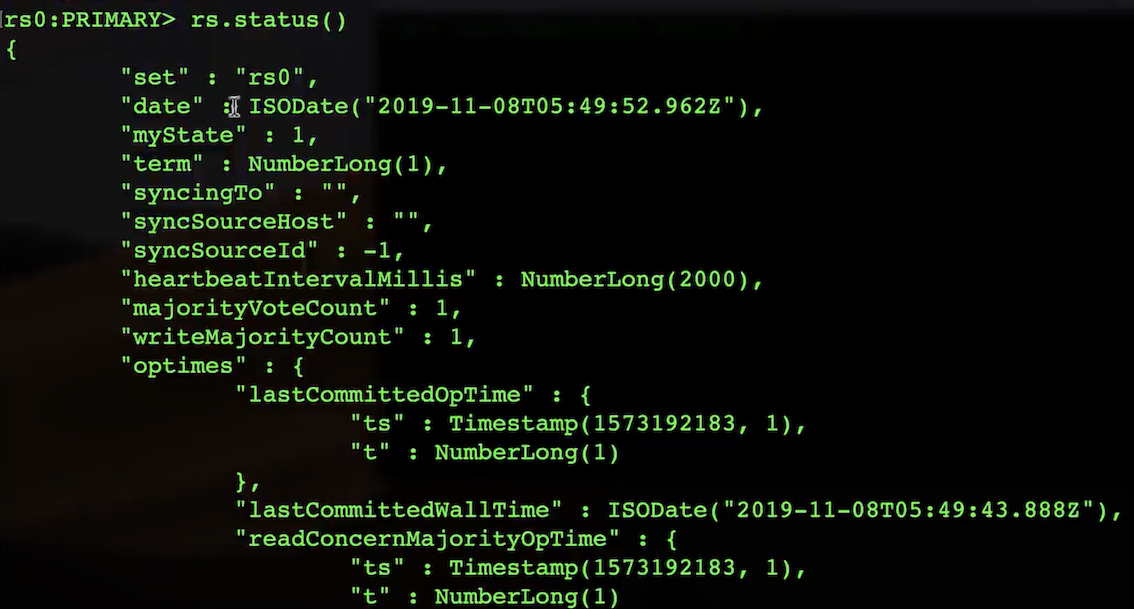 rs0:PRIMARY> rs.status()
{
"set" : "rs0",
"date" : ISODate("2019-11-08T05:49:52.962Z"),
"myState" : 1,
"term" : NumberLong(1),
"syncingTo" : "",
"syncSourceHost" : "",
"syncSourceId" : -1,
"heartbeatIntervalMillis" : NumberLong(2000),
"majorityVoteCount" : 1,
"writeMajorityCount" : 1,
"optimes" : {
"lastCommittedOpTime" : {
"ts" : Timestamp(1573192183, 1),
"t" : NumberLong(1)
},
"lastCommittedWallTime" : ISODate("2019-11-08T05:49:43.888Z"),
"readConcernMajorityOpTime" : {
"ts" : Timestamp(1573192183, 1),
"t" : NumberLong(1)